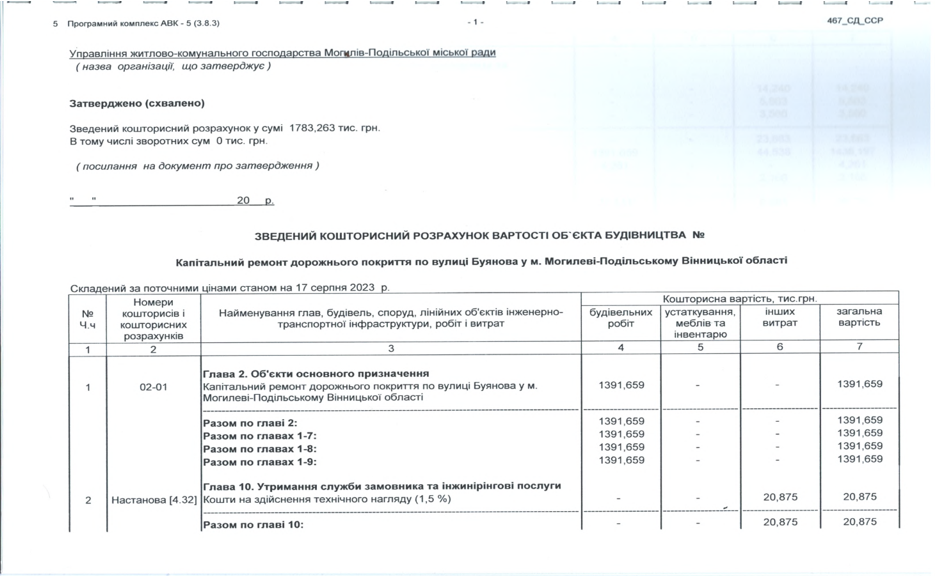 5 Програмний комплекс АВК - 5 (3.8.3)
- 1 -
467_СД_ССР
Управління житлово-комунального господарства Могилів-Подільської міської ради
( назва організації, що затверджує )
Затверджено (схвалено)
Зведений кошторисний розрахунок у сумі 1783,263 тис. грн.
В тому числі зворотних сум 0 тис. грн.
( посилання на документ про затвердження )
" " 20 р.
ЗВЕДЕНИЙ КОШТОРИСНИЙ РОЗРАХУНОК ВАРТОСТІ ОБ`ЄКТА БУДІВНИЦТВА №
Капітальний ремонт дорожнього покриття по вулиці Буянова у м. Могилеві-Подільському Вінницької області
Складений за поточними цінами станом на 17 серпня 2023 р.
№ Ч.ч
Номери кошторисів і кошторисних розрахунків
Найменування глав, будівель, споруд, лінійних об'єктів інженерно-транспортної інфраструктури, робіт і витрат
Кошторисна вартість, тис.грн.
будівельних робіт
устаткування, меблів та інвентарю
інших витрат
загальна вартість
1 2 3 4 5 6 7
Глава 2. Об'єкти основного призначення
1 02-01 Капітальний ремонт дорожнього покриття по вулиці Буянова у м. 1391,659 - - 1391,659
Могилеві-Подільському Вінницької області
Разом по главі 2: 1391,659 - - 1391,659
Разом по главах 1-7: 1391,659 - - 1391,659
Разом по главах 1-8: 1391,659 - - 1391,659
Разом по главах 1-9: 1391,659 - - 1391,659
Глава 10. Утримання служби замовника та інжинірінгові послуги
2 Настанова [4.32] Кошти на здійснення технічного нагляду (1,5 %) - - 20,875 20,875
Разом по главі 10: - - 20,875 20,875